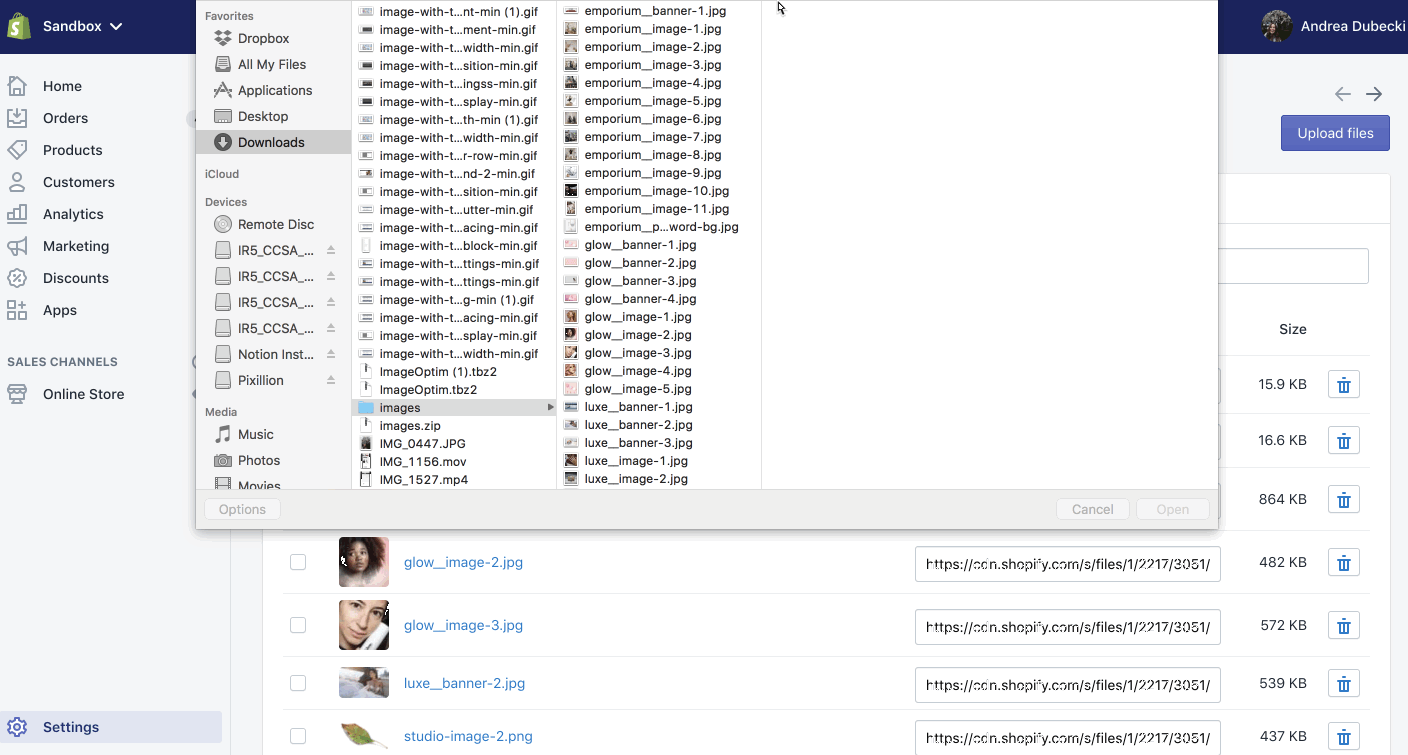 Sandbox
Andrea Dubecki
Home
Orders
Products
Customers
Analytics
Marketing
Discounts
Apps
SALES CHANNELS
Online Store
Settings
Favorites
Dropbox
All My Files
Applications
Desktop
Downloads
iCloud
Devices
Remote Disc
IR5_CCSA_...
IR5_CCSA_...
IR5_CCSA_...
IR5_CCSA_...
Notion Inst...
Pixillion
Media
Music
Photos
Movies
image-with-t...nt-min (1).gif
image-with-t...ment-min.gif
image-with-t...width-min.gif
image-with-t...sition-min.gif
image-with-t...ingss-min.gif
image-with-t...splay-min.gif
image-with-t...th-min (1).gif
image-with-t...width-min.gif
image-with-t...r-row-min.gif
image-with-t...nd-2-min.gif
image-with-t...sition-min.gif
image-with-t...utter-min.gif
image-with-t...acing-min.gif
image-with-t...block-min.gif
image-with-t...ttings-min.gif
image-with-t...ttings-min.gif
image-with-t...g-min (1).gif
image-with-t...acing-min.gif
image-with-t...splay-min.gif
image-with-t...width-min.gif
ImageOptim (1).tbz2
ImageOptim.tbz2
images
images.zip
IMG_0447.JPG
IMG_1156.mov
IMG_1527.mp4
emporium__banner-1.jpg
emporium__image-1.jpg
emporium__image-2.jpg
emporium__image-3.jpg
emporium__image-4.jpg
emporium__image-5.jpg
emporium__image-6.jpg
emporium__image-7.jpg
emporium__image-8.jpg
emporium__image-9.jpg
emporium__image-10.jpg
emporium__image-11.jpg
emporium__p...word-bg.jpg
glow__banner-1.jpg
glow__banner-2.jpg
glow__banner-3.jpg
glow__banner-4.jpg
glow__image-1.jpg
glow__image-2.jpg
glow__image-3.jpg
glow__image-4.jpg
glow__image-5.jpg
luxe__banner-1.jpg
luxe__banner-2.jpg
luxe__banner-3.jpg
luxe__image-1.jpg
luxe__image-2.jpg
Options
Cancel
Open
Upload files
Size
15.9 KB
16.6 KB
864 KB
glow__image-2.jpg https://cdn.shopify.com/s/files/1/2217/3051/ 482 KB
glow__image-3.jpg https://cdn.shopify.com/s/files/1/2217/3051/ 572 KB
luxe__banner-2.jpg https://cdn.shopify.com/s/files/1/2217/3051/ 539 KB
studio-image-2.png https://cdn.shopify.com/s/files/1/2217/3051/ 437 KB